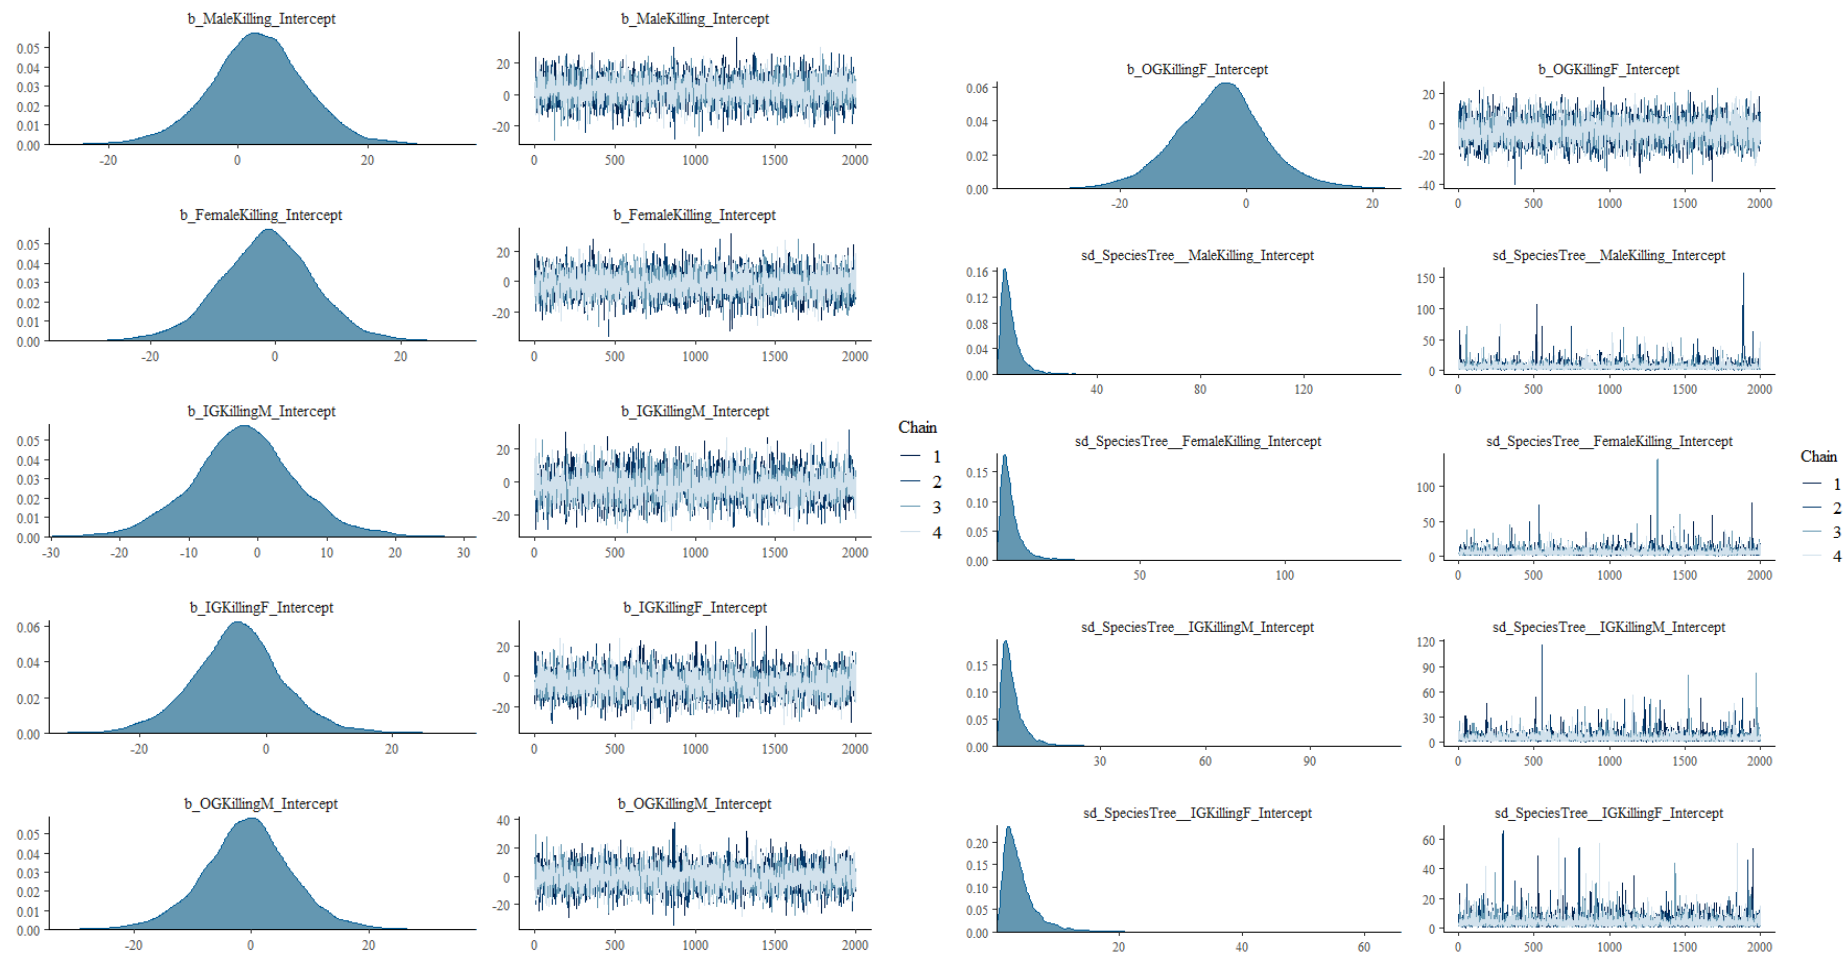 b_MaleKilling_Intercept
0.05
0.04
0.03
0.02
0.01
0.00
-20 0 20
b_MaleKilling_Intercept
20
0
-20
0 500 1000 1500 2000
b_FemaleKilling_Intercept
0.05
0.04
0.03
0.02
0.01
0.00
-20 0 20
b_FemaleKilling_Intercept
20
0
-20
0 500 1000 1500 2000
b_IGKillingM_Intercept
0.05
0.04
0.03
0.02
0.01
0.00
-30 -20 -10 0 10 20 30
b_IGKillingM_Intercept
20
0
-20
0 500 1000 1500 2000
b_IGKillingF_Intercept
0.06
0.04
0.02
0.00
-20 0 20
b_IGKillingF_Intercept
20
0
-20
0 500 1000 1500 2000
b_OGKillingM_Intercept
0.05
0.04
0.03
0.02
0.01
0.00
-20 0 20
b_OGKillingM_Intercept
40
20
0
-20
0 500 1000 1500 2000
Chain
1
2
3
4
b_OGKillingF_Intercept
0.06
0.04
0.02
0.00
-20 0 20
b_OGKillingF_Intercept
20
0
-20
-40
0 500 1000 1500 2000
sd_SpeciesTree__MaleKilling_Intercept
0.16
0.12
0.08
0.04
0.00
40 80 120
sd_SpeciesTree__MaleKilling_Intercept
150
100
50
0
0 500 1000 1500 2000
sd_SpeciesTree__FemaleKilling_Intercept
0.15
0.10
0.05
0.00
50 100
sd_SpeciesTree__FemaleKilling_Intercept
100
50
0
0 500 1000 1500 2000
sd_SpeciesTree__IGKillingM_Intercept
0.15
0.10
0.05
0.00
30 60 90
sd_SpeciesTree__IGKillingM_Intercept
120
90
60
30
0
0 500 1000 1500 2000
sd_SpeciesTree__IGKillingF_Intercept
0.20
0.15
0.10
0.05
0.00
20 40 60
sd_SpeciesTree__IGKillingF_Intercept
60
40
20
0
0 500 1000 1500 2000
Chain
1
2
3
4